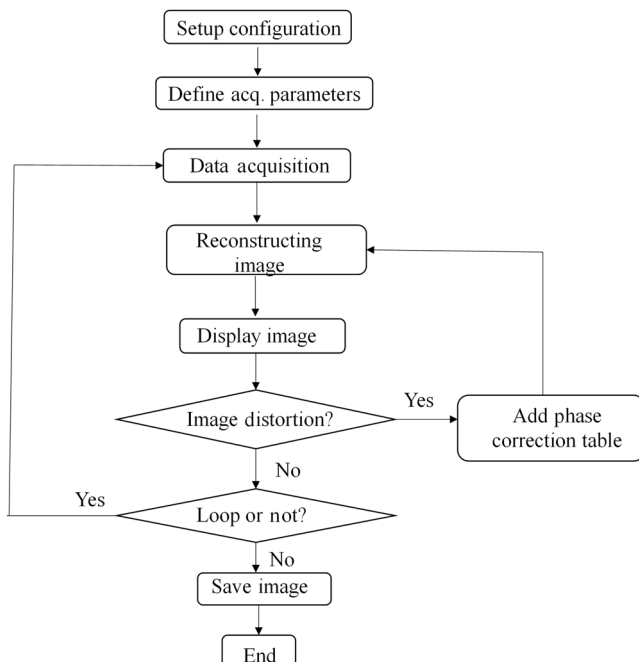 Setup configuration
Define acq. parameters
Data acquisition
Reconstructing
image
Display image
Image distortion?
Yes
Add phase
correction table
No
Yes
Loop or not?
No
Save image
End